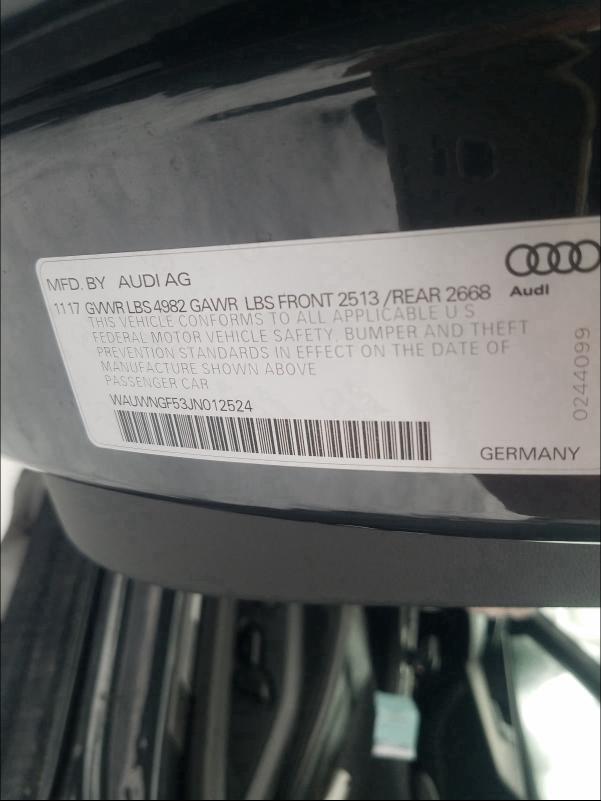 MFD. BY AUDI AG
11 17 GVWR LBS 4982 GAWR LBS FRONT 2513 /REAR 2668
Audi
THIS VEHICLE CONFORMS TO ALL APPLICABLE U S
FEDERAL MOTOR VEHICLE SAFETY, BUMPER AND THEFT
PREVENTION STANDARDS IN EFFECT ON THE DATE OF
MANUFACTURE SHOWN ABOVE
PASSENGER CAR
WAUWNGF53JN012524
GERMANY
0244099